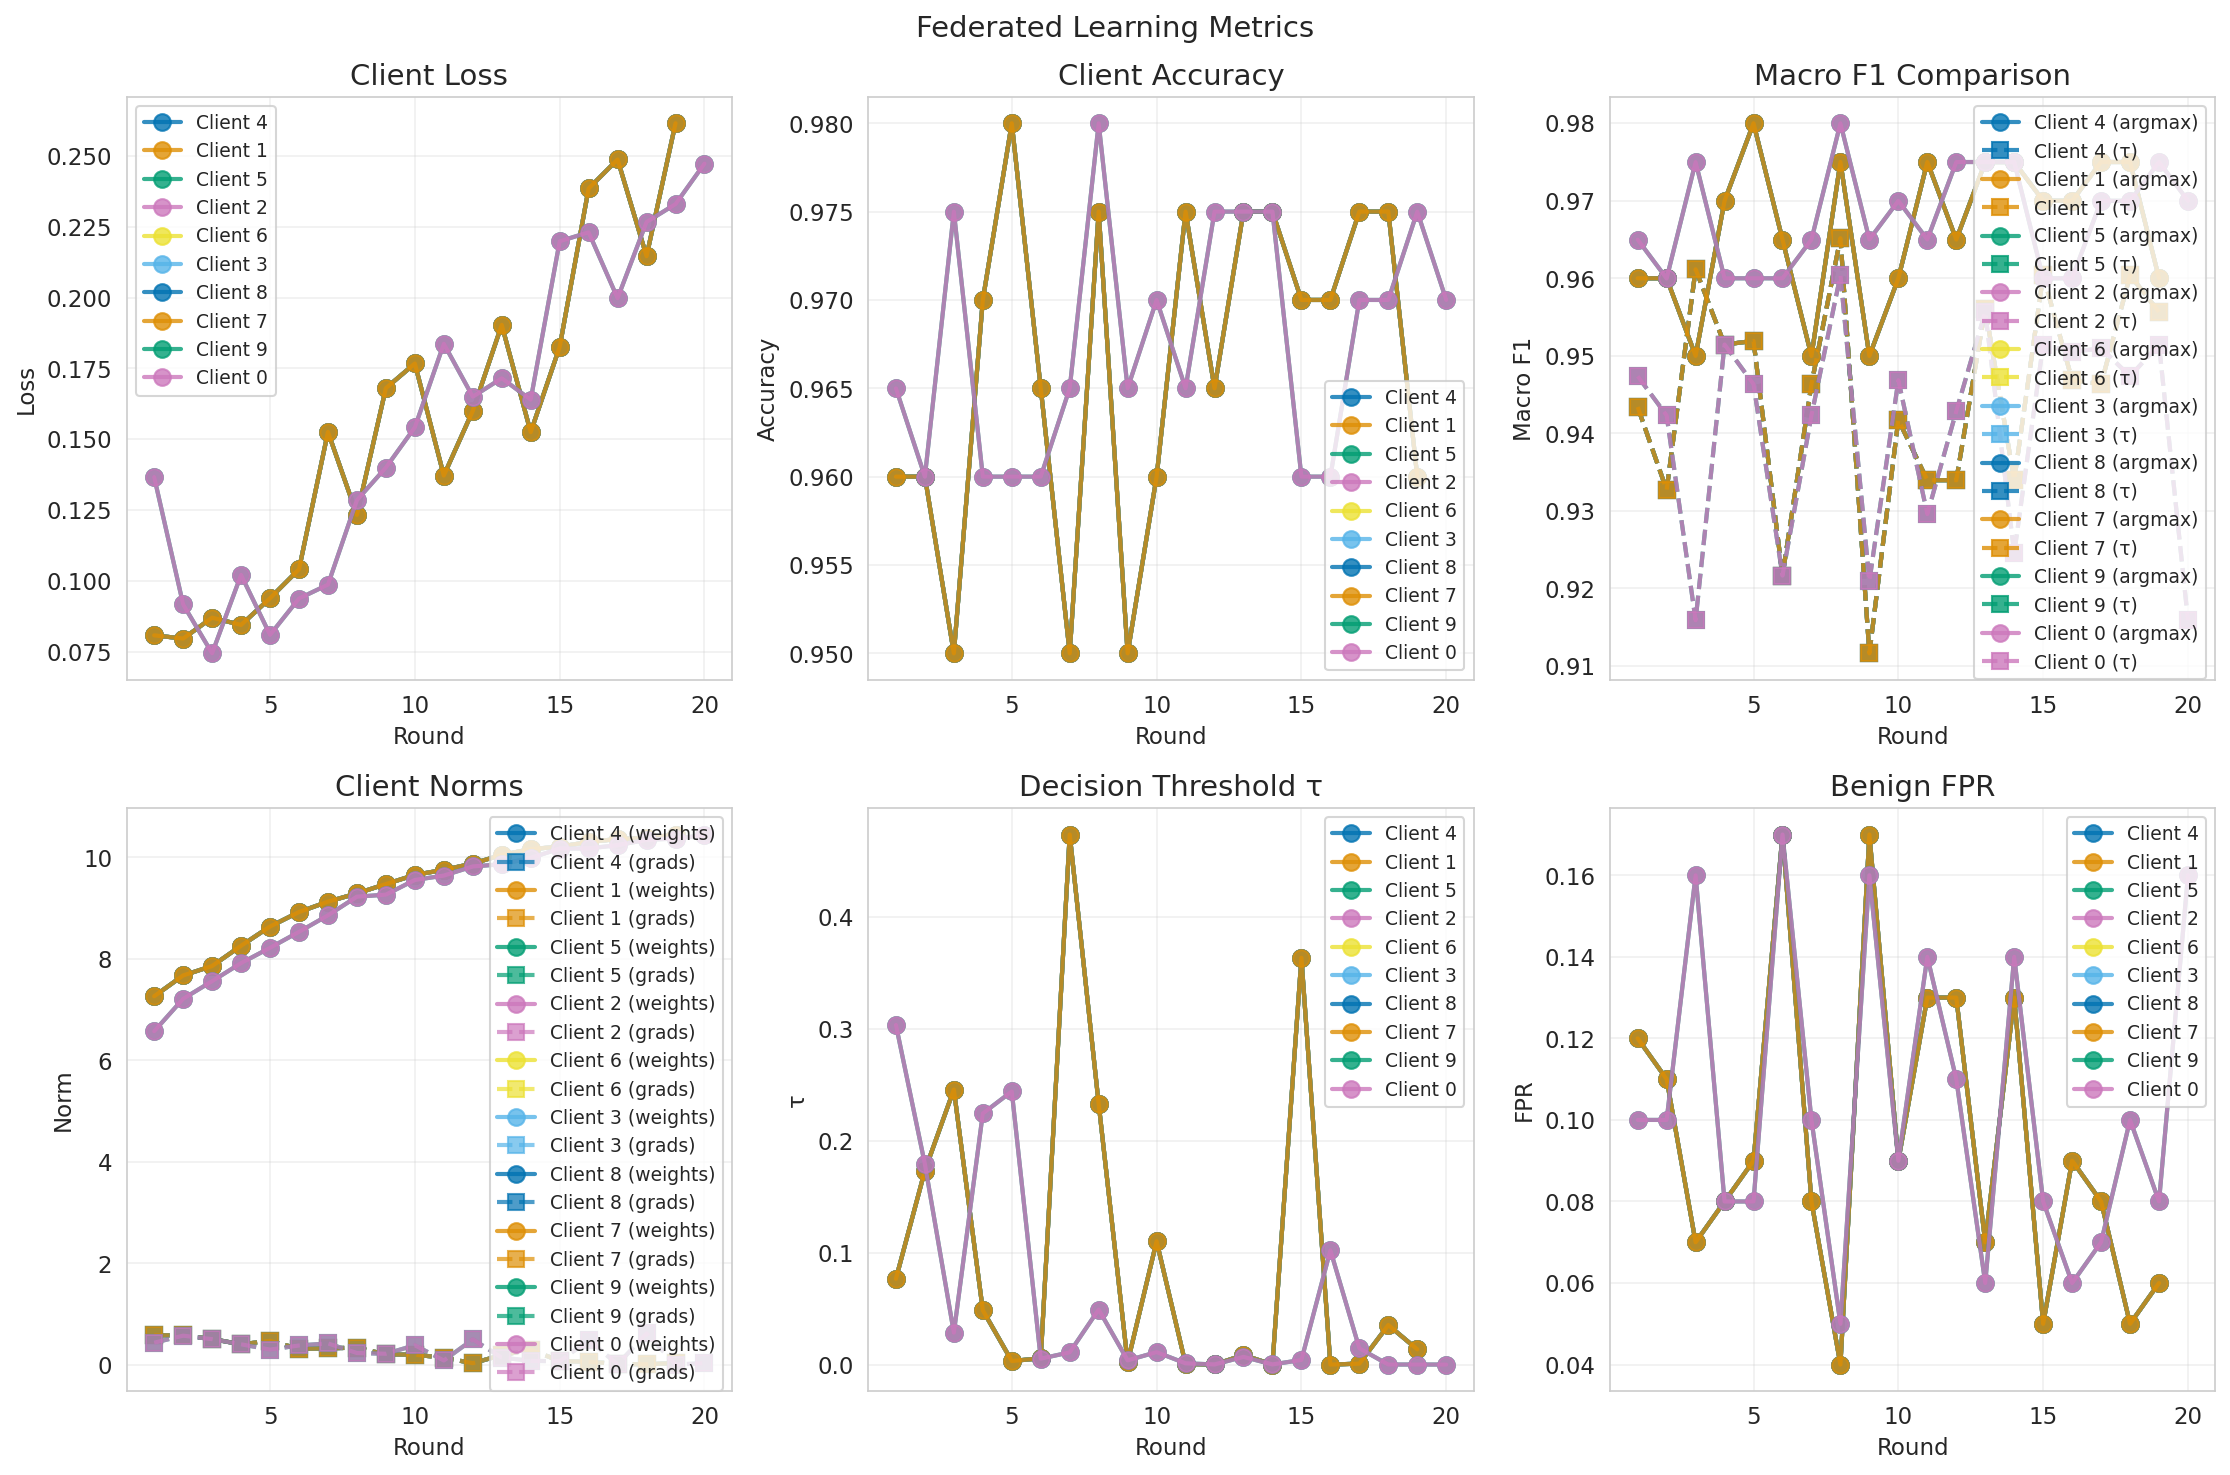 Federated Learning Metrics
Client Loss
0.250
0.225
0.200
0.175
0.150
0.125
0.100
0.075
Loss
Client 4
Client 1
Client 5
Client 2
Client 6
Client 3
Client 8
Client 7
Client 9
Client 0
5
10
15
20
Round
Client Accuracy
0.980
0.975
0.970
0.965
0.960
0.955
0.950
Accuracy
Client 4
Client 1
Client 5
Client 2
Client 6
Client 3
Client 8
Client 7
Client 9
Client 0
5
10
15
20
Round
Macro F1 Comparison
0.98
0.97
0.96
0.95
0.94
0.93
0.92
0.91
Macro F1
Client 4 (argmax)
Client 4 (τ)
Client 1 (argmax)
Client 1 (τ)
Client 5 (argmax)
Client 5 (τ)
Client 2 (argmax)
Client 2 (τ)
Client 6 (argmax)
Client 6 (τ)
Client 3 (argmax)
Client 3 (τ)
Client 8 (argmax)
Client 8 (τ)
Client 7 (argmax)
Client 7 (τ)
Client 9 (argmax)
Client 9 (τ)
Client 0 (argmax)
Client 0 (τ)
5
10
15
20
Round
Client Norms
10
8
6
4
2
0
Norm
Client 4 (weights)
Client 4 (grads)
Client 1 (weights)
Client 1 (grads)
Client 5 (weights)
Client 5 (grads)
Client 2 (weights)
Client 2 (grads)
Client 6 (weights)
Client 6 (grads)
Client 3 (weights)
Client 3 (grads)
Client 8 (weights)
Client 8 (grads)
Client 7 (weights)
Client 7 (grads)
Client 9 (weights)
Client 9 (grads)
Client 0 (weights)
Client 0 (grads)
5
10
15
20
Round
Decision Threshold τ
0.4
0.3
0.2
0.1
0.0
τ
Client 4
Client 1
Client 5
Client 2
Client 6
Client 3
Client 8
Client 7
Client 9
Client 0
5
10
15
20
Round
Benign FPR
0.16
0.14
0.12
0.10
0.08
0.06
0.04
FPR
Client 4
Client 1
Client 5
Client 2
Client 6
Client 3
Client 8
Client 7
Client 9
Client 0
5
10
15
20
Round